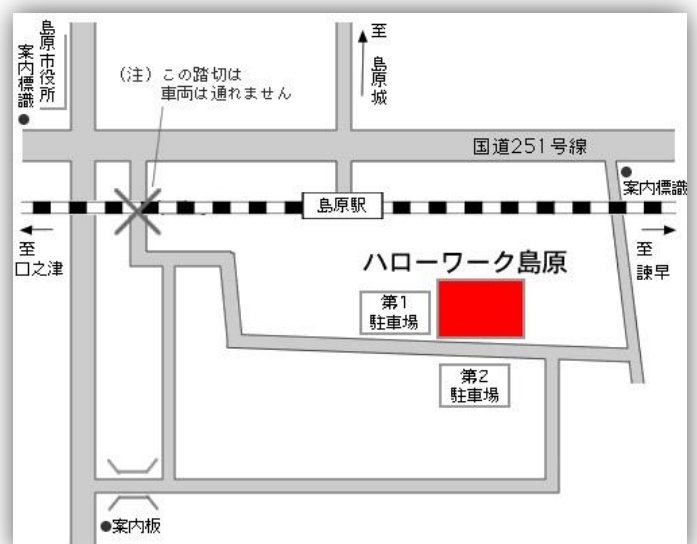 島原市役所
案内標識
(注)この踏切は
車両は通れません
至
島原城
国道251号線
案内標識
島原駅
至
口之津
至
諫早
ハローワーク島原
第1
駐車場
第2
駐車場
案内板